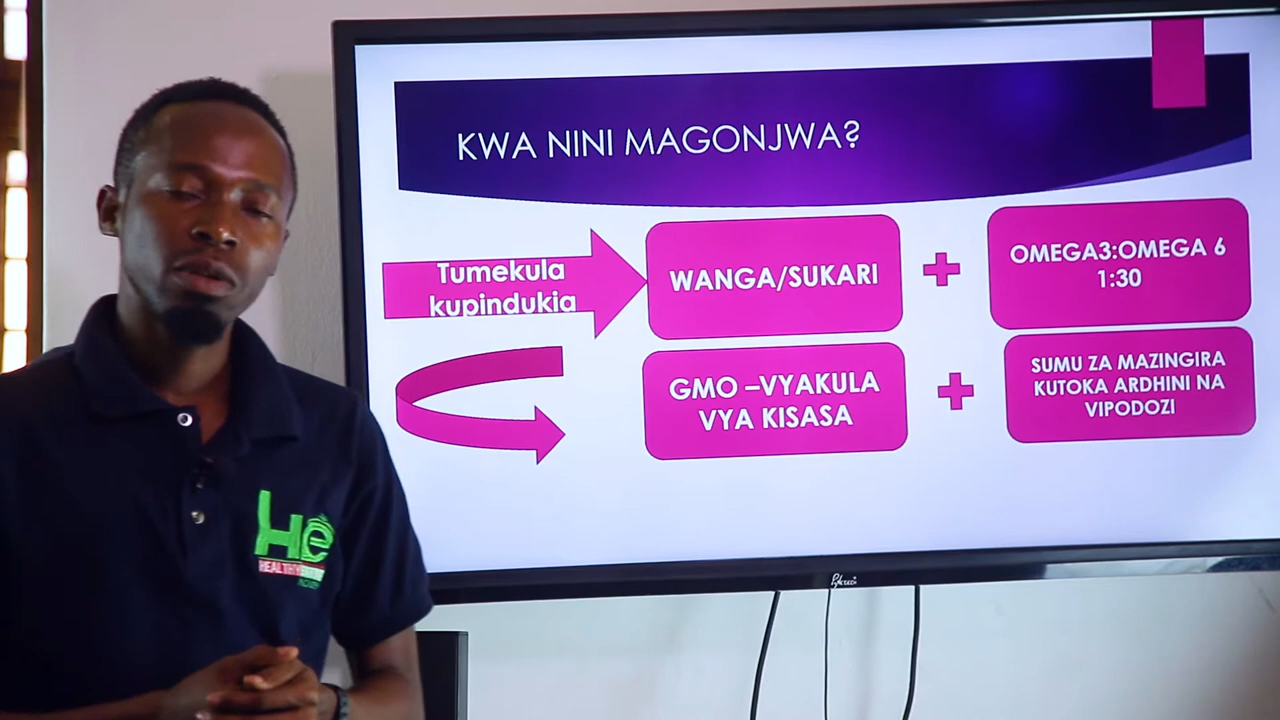 KWA NINI MAGONJWA?
Tumekula
kupindukia
WANGA/SUKARI
OMEGA3:OMEGA 6
1:30
GMO –VYAKULA
VYA KISASA
SUMU ZA MAZINGIRA
KUTOKA ARDHINI NA
VIPODOZI
He